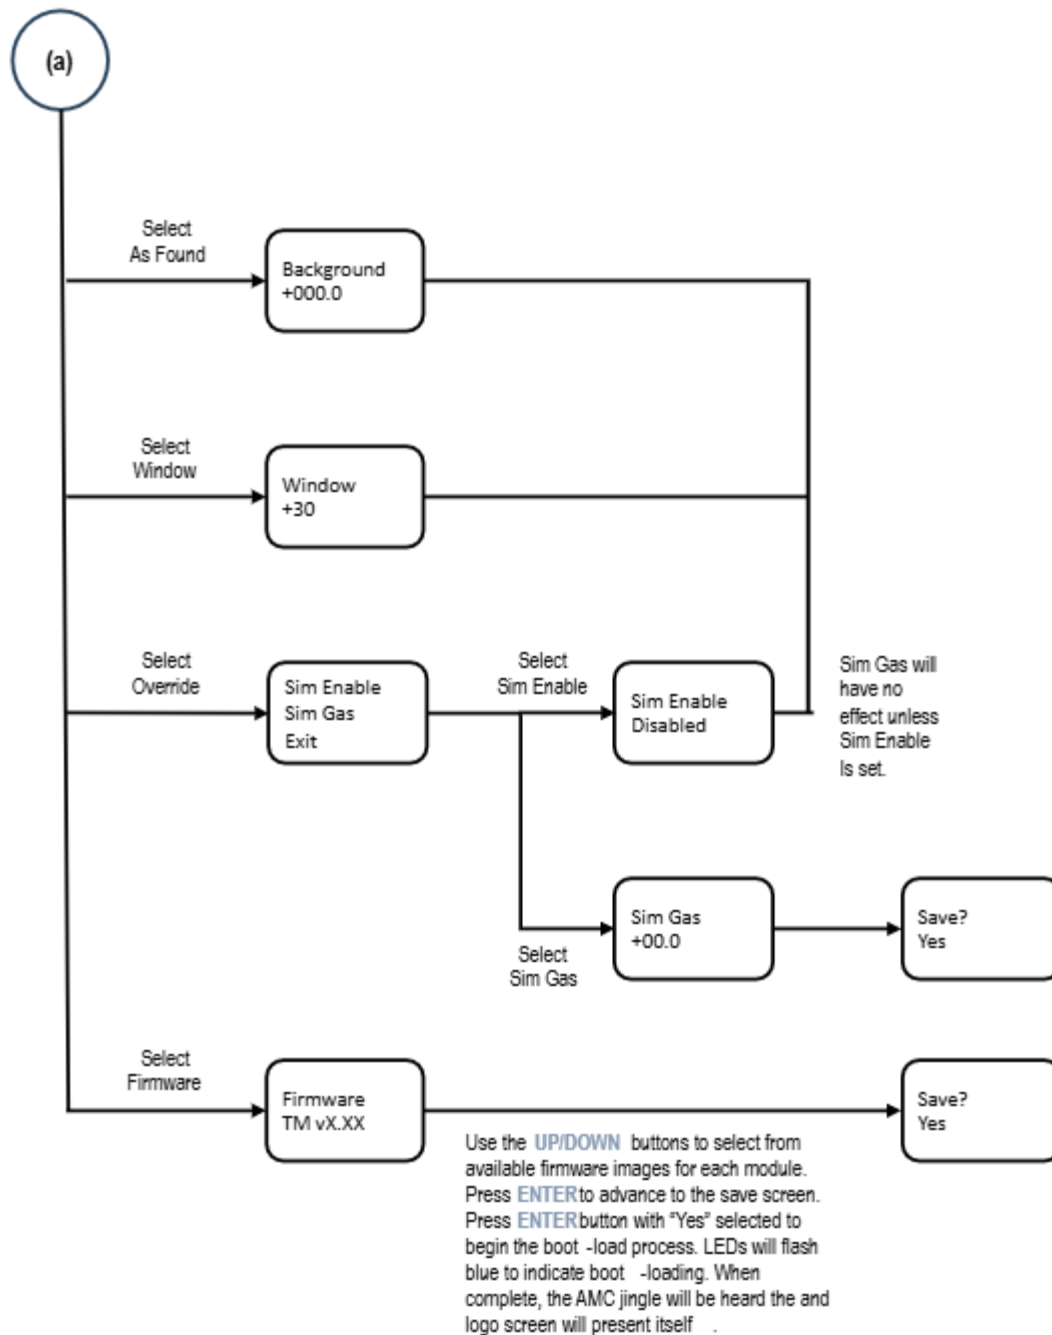 (a)
Select
As Found
Background
+000.0
Select
Window
Window
+30
Select
Override
Sim Enable
Sim Gas
Exit
Select
Sim Enable
Sim Enable
Disabled
Sim Gas will
have no
effect unless
Sim Enable
Is set.
Select
Sim Gas
Sim Gas
+00.0
Save?
Yes
Select
Firmware
Firmware
TM vX.XX
Save?
Yes
Use the UP/DOWN buttons to select from
available firmware images for each module.
Press ENTER to advance to the save screen.
Press ENTER button with “Yes” selected to
begin the boot -load process. LEDs will flash
blue to indicate boot -loading. When
complete, the AMC jingle will be heard the and
logo screen will present itself .